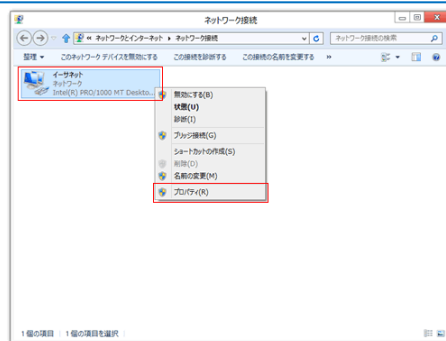 ネットワーク接続
« ネットワークとインターネット ▸ ネットワーク接続
ネットワーク接続の検索
整理 ▼ このネットワーク デバイスを無効にする この接続を診断する この接続の名前を変更する »
イーサネット
ネットワーク
Intel(R) PRO/1000 MT Deskto...
無効にする(B)
状態(U)
診断(I)
ブリッジ接続(G)
ショートカットの作成(S)
削除(D)
名前の変更(M)
プロパティ(R)
1 個の項目 1 個の項目を選択